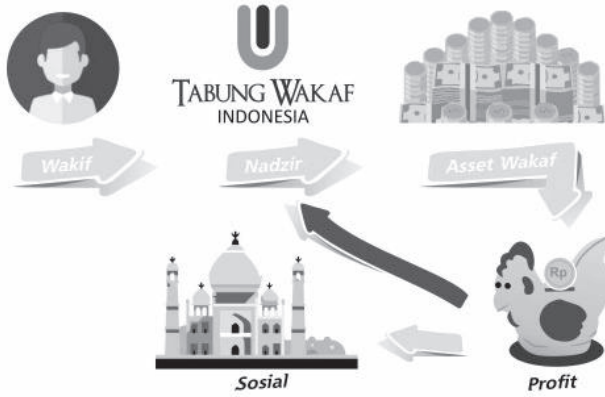 TABUNG WAKAF
INDONESIA
Wakif
Nadzir
Asset Wakaf
Rp
Sosial
Profit